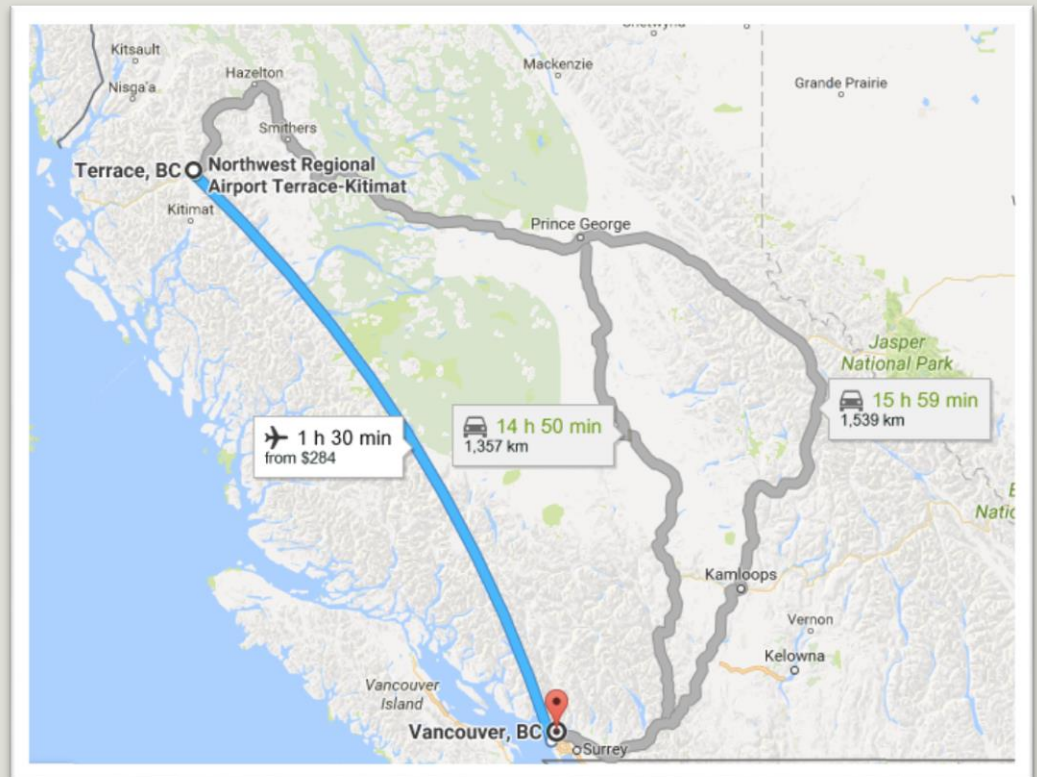 Kitsault
Nisga'a
Hazelton
Mackenzie
Grande Prairie
Smithers
Terrace, BC
Northwest Regional
Airport Terrace-Kitimat
Kitimat
Prince George
Jasper
National Park
15 h 59 min
1,539 km
14 h 50 min
1,357 km
1 h 30 min
from $284
Kamloops
Vernon
Kelowna
Vancouver
Island
Vancouver, BC
Surrey